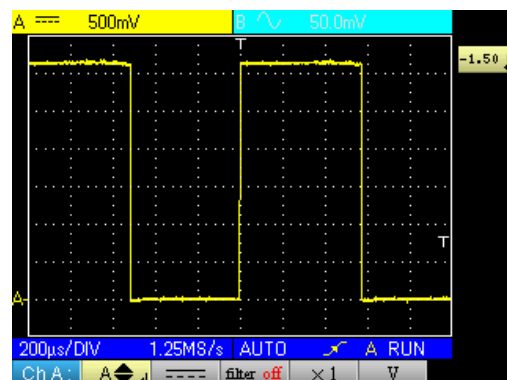 A 500mV B 50.0mV
T
-1.50
T
A
200µs/DIV 1.25MS/s AUTO A RUN
Ch A: A filter off ×1 V